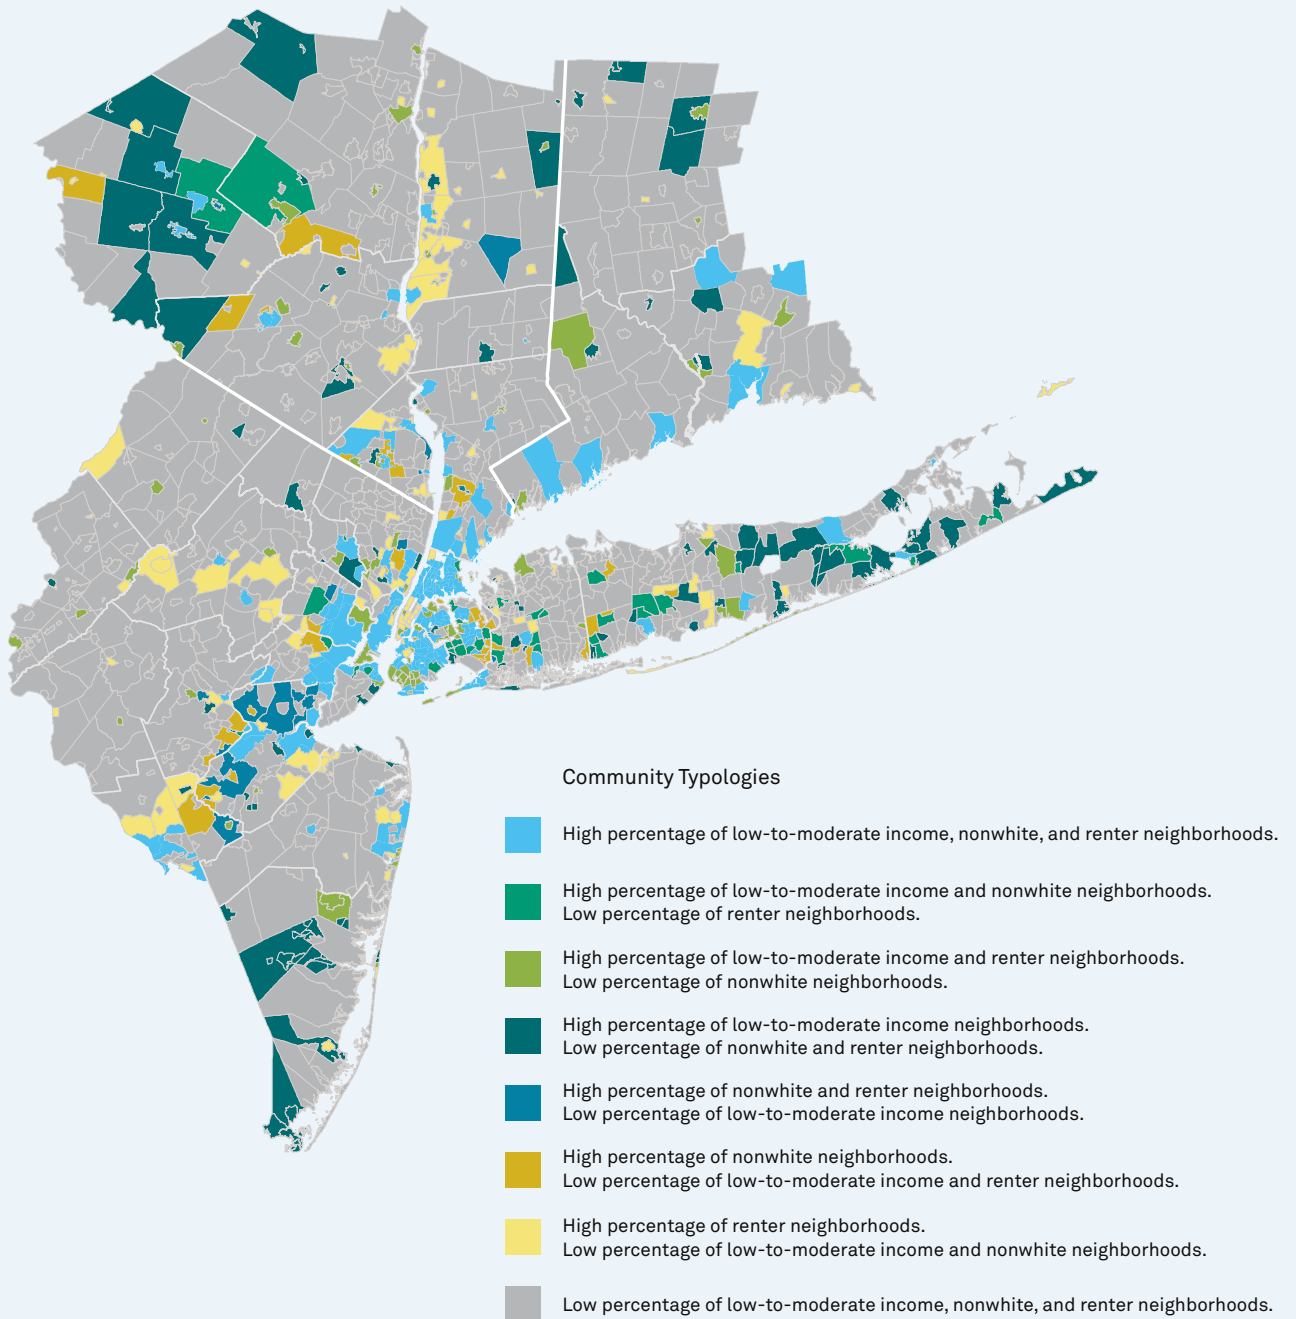 Community Typologies
High percentage of low-to-moderate income, nonwhite, and renter neighborhoods.
High percentage of low-to-moderate income and nonwhite neighborhoods.
Low percentage of renter neighborhoods.
High percentage of low-to-moderate income and renter neighborhoods.
Low percentage of nonwhite neighborhoods.
High percentage of low-to-moderate income neighborhoods.
Low percentage of nonwhite and renter neighborhoods.
High percentage of nonwhite and renter neighborhoods.
Low percentage of low-to-moderate income neighborhoods.
High percentage of nonwhite neighborhoods.
Low percentage of low-to-moderate income and renter neighborhoods.
High percentage of renter neighborhoods.
Low percentage of low-to-moderate income and nonwhite neighborhoods.
Low percentage of low-to-moderate income, nonwhite, and renter neighborhoods.